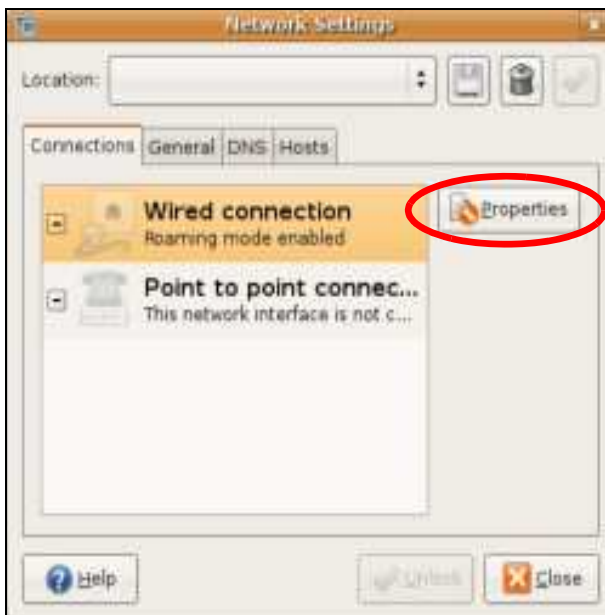 Network Settings
Location:
Connections General DNS Hosts
Wired connection
Roaming mode enabled
Properties
Point to point connec...
This network interface is not c...
Help Unlock Close